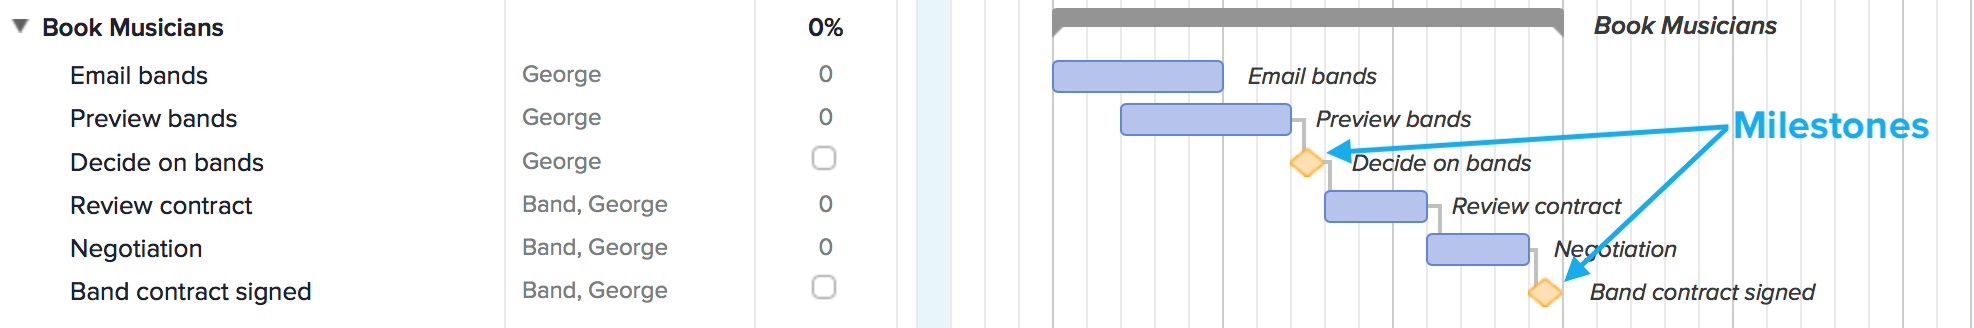 Book Musicians 0% Book Musicians
Email bands George 0 Email bands
Preview bands George 0 Preview bands
Milestones
Decide on bands George Decide on bands
Review contract Band, George 0 Review contract
Negotiation Band, George 0 Negotiation
Band contract signed Band, George Band contract signed